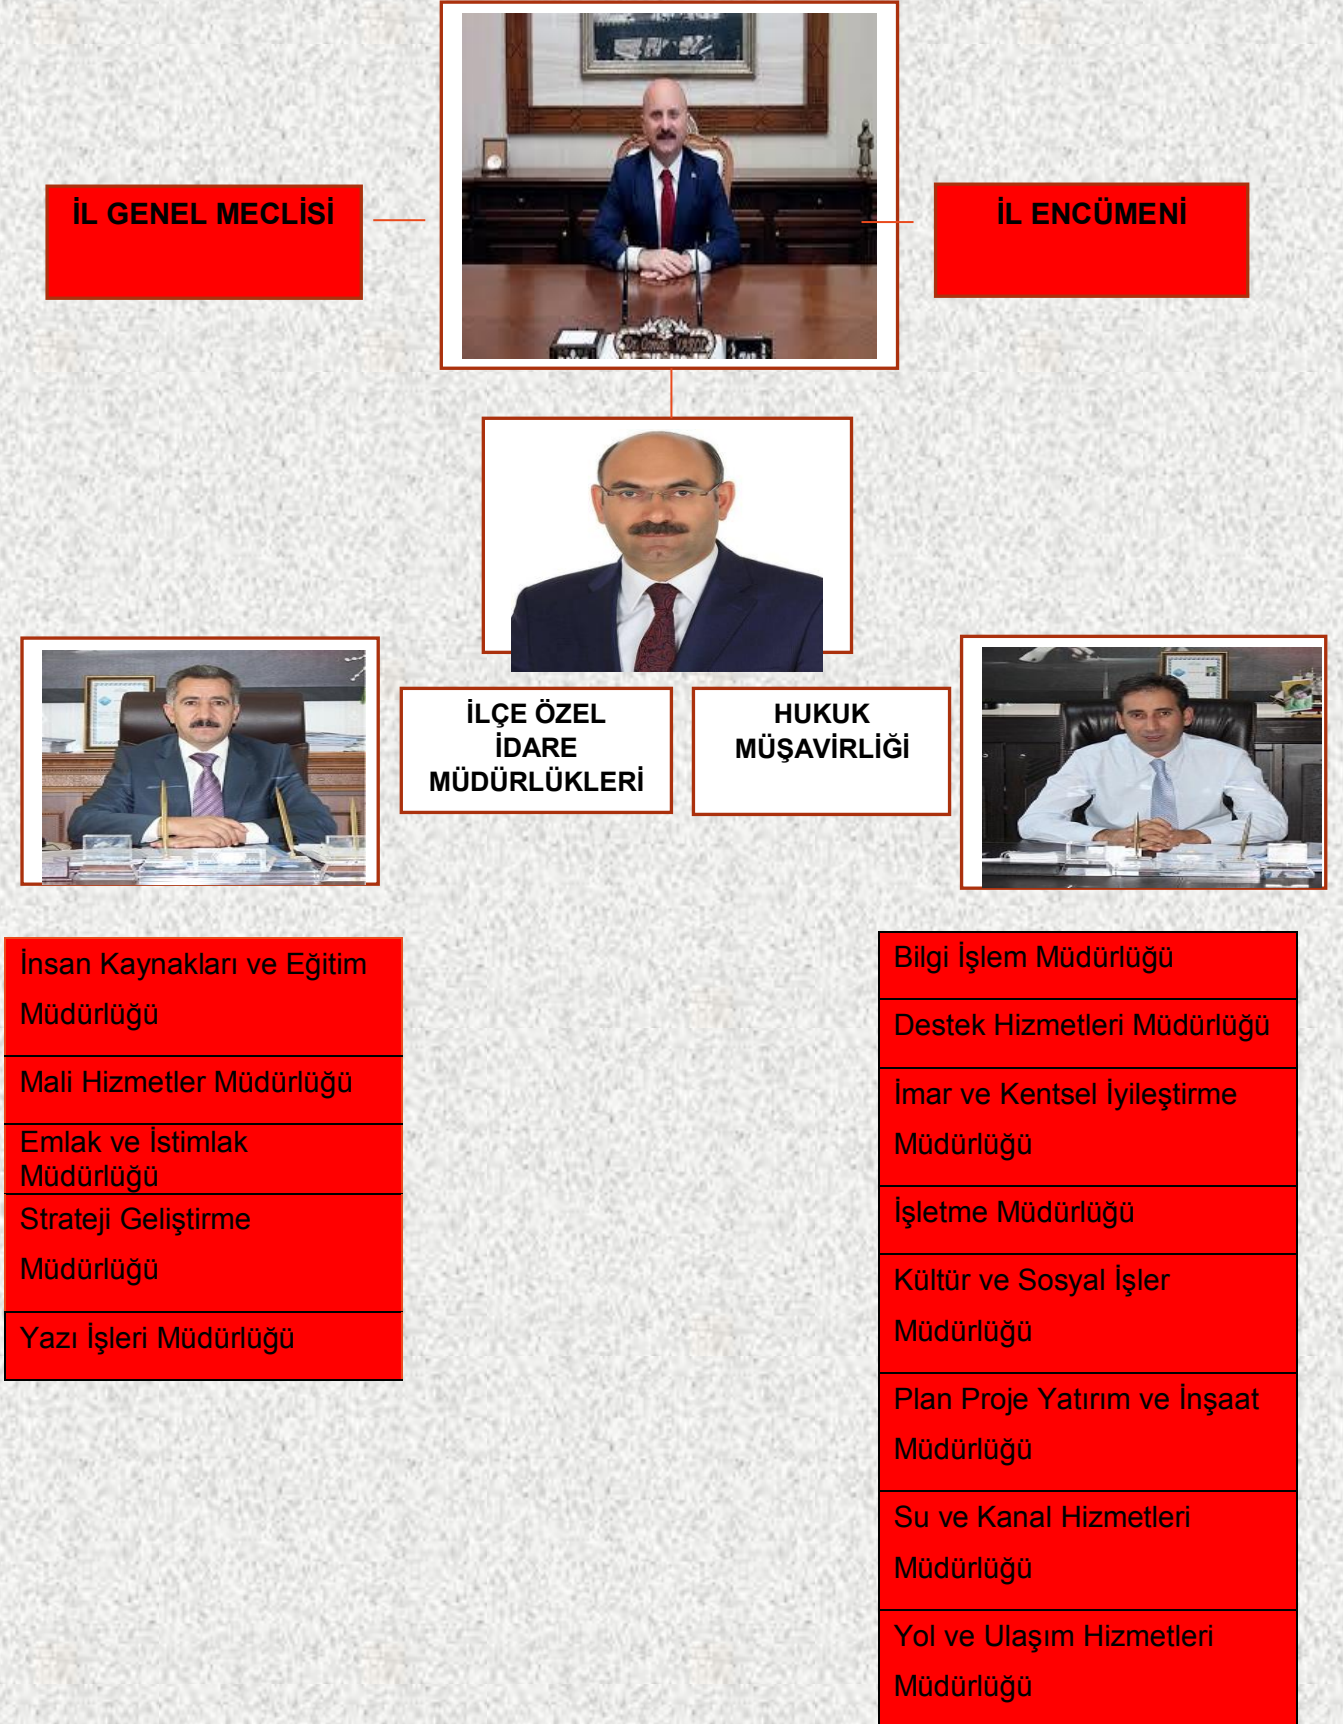 İL GENEL MECLİSİ
İL ENCÜMENİ
Dr. Osman VAROL
İLÇE ÖZEL
İDARE
MÜDÜRLÜKLERİ
HUKUK
MÜŞAVİRLİĞİ
İnsan Kaynakları ve Eğitim
Müdürlüğü
Mali Hizmetler Müdürlüğü
Emlak ve İstimlak
Müdürlüğü
Strateji Geliştirme
Müdürlüğü
Yazı İşleri Müdürlüğü
Bilgi İşlem Müdürlüğü
Destek Hizmetleri Müdürlüğü
İmar ve Kentsel İyileştirme
Müdürlüğü
İşletme Müdürlüğü
Kültür ve Sosyal İşler
Müdürlüğü
Plan Proje Yatırım ve İnşaat
Müdürlüğü
Su ve Kanal Hizmetleri
Müdürlüğü
Yol ve Ulaşım Hizmetleri
Müdürlüğü